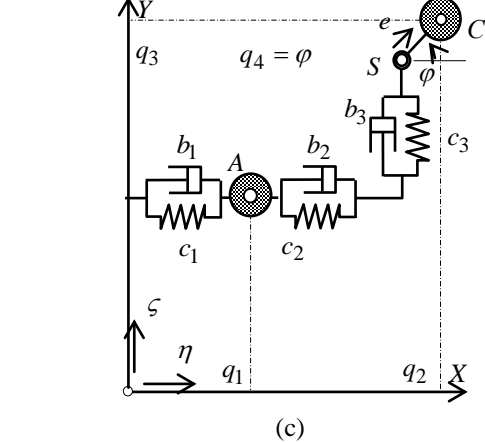 Y
e
C
q3
q4 = φ
S
φ
b3
c3
b1
A
b2
c1
c2
ς
η
q1
q2
X
(c)